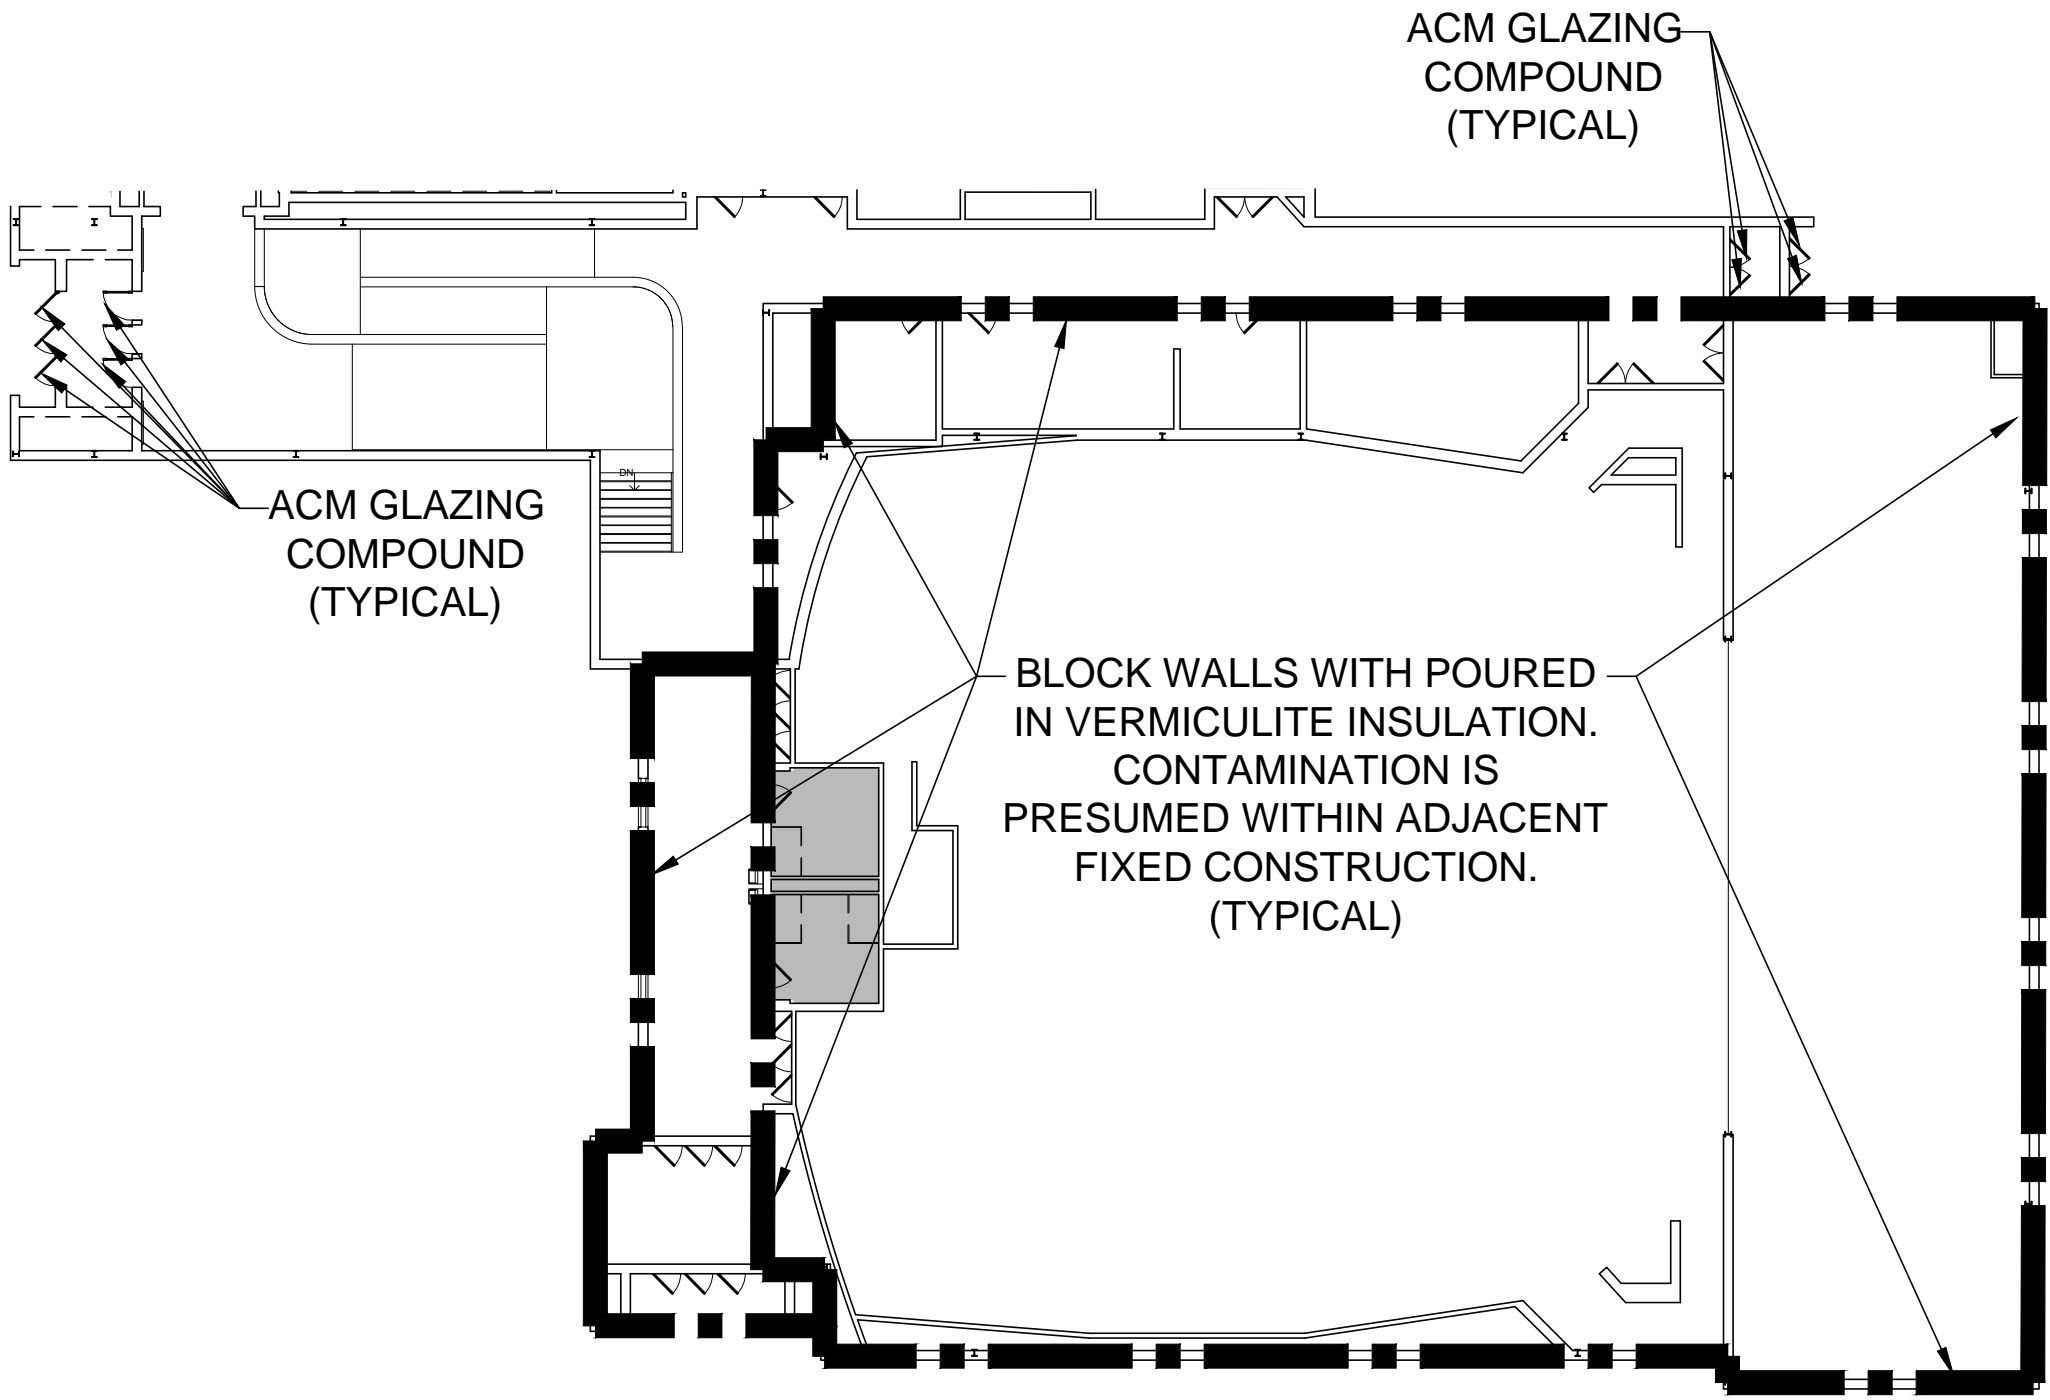 ACM GLAZING
COMPOUND
(TYPICAL)
DN
ACM GLAZING
COMPOUND
(TYPICAL)
BLOCK WALLS WITH POURED
IN VERMICULITE INSULATION.
CONTAMINATION IS
PRESUMED WITHIN ADJACENT
FIXED CONSTRUCTION.
(TYPICAL)